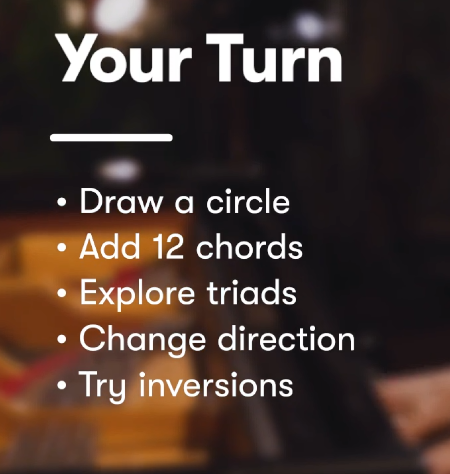 Your Turn
• Draw a circle
• Add 12 chords
• Explore triads
• Change direction
• Try inversions